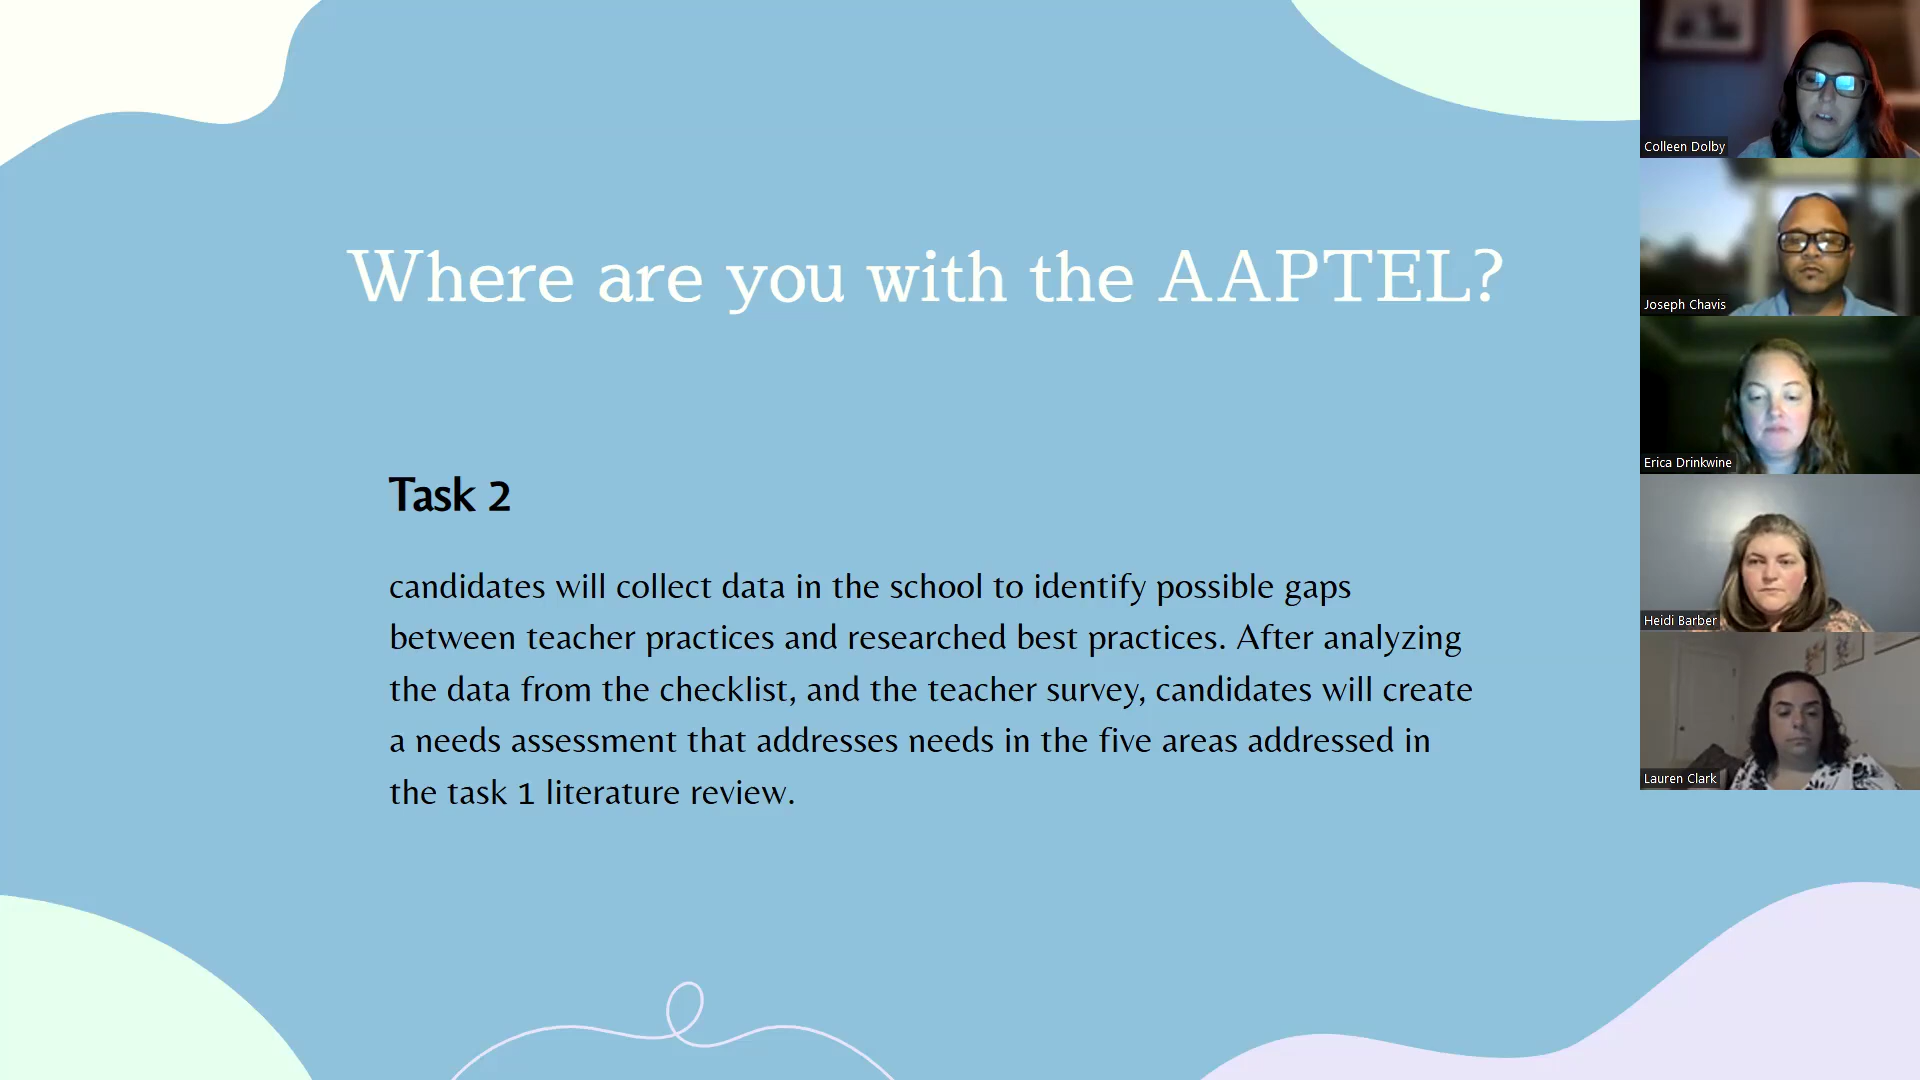 Where are you with the AAPTEL?
Task 2
candidates will collect data in the school to identify possible gaps
between teacher practices and researched best practices. After analyzing
the data from the checklist, and the teacher survey, candidates will create
a needs assessment that addresses needs in the five areas addressed in
the task 1 literature review.
Colleen Dolby
Joseph Chavis
Erica Drinkwine
Heidi Barber
Lauren Clark